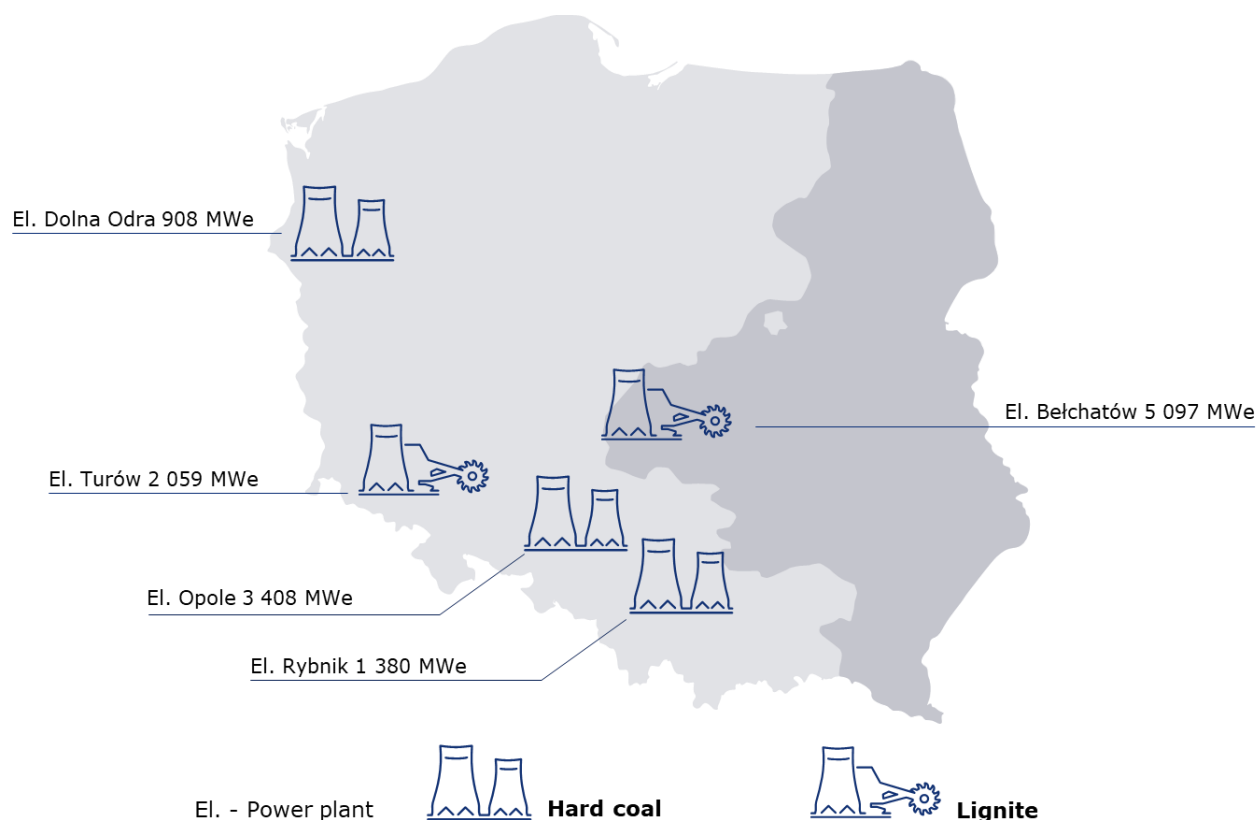 El. Dolna Odra 908 MWe
El. Bełchatów 5 097 MWe
El. Turów 2 059 MWe
El. Opole 3 408 MWe
El. Rybnik 1 380 MWe
El. - Power plant
Hard coal
Lignite